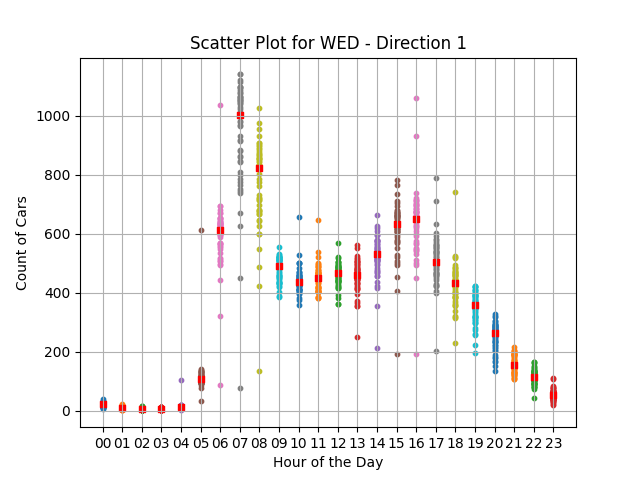 Scatter Plot for WED - Direction 1
Count of Cars
1000
800
600
400
200
0
00 01 02 03 04 05 06 07 08 09 10 11 12 13 14 15 16 17 18 19 20 21 22 23
Hour of the Day